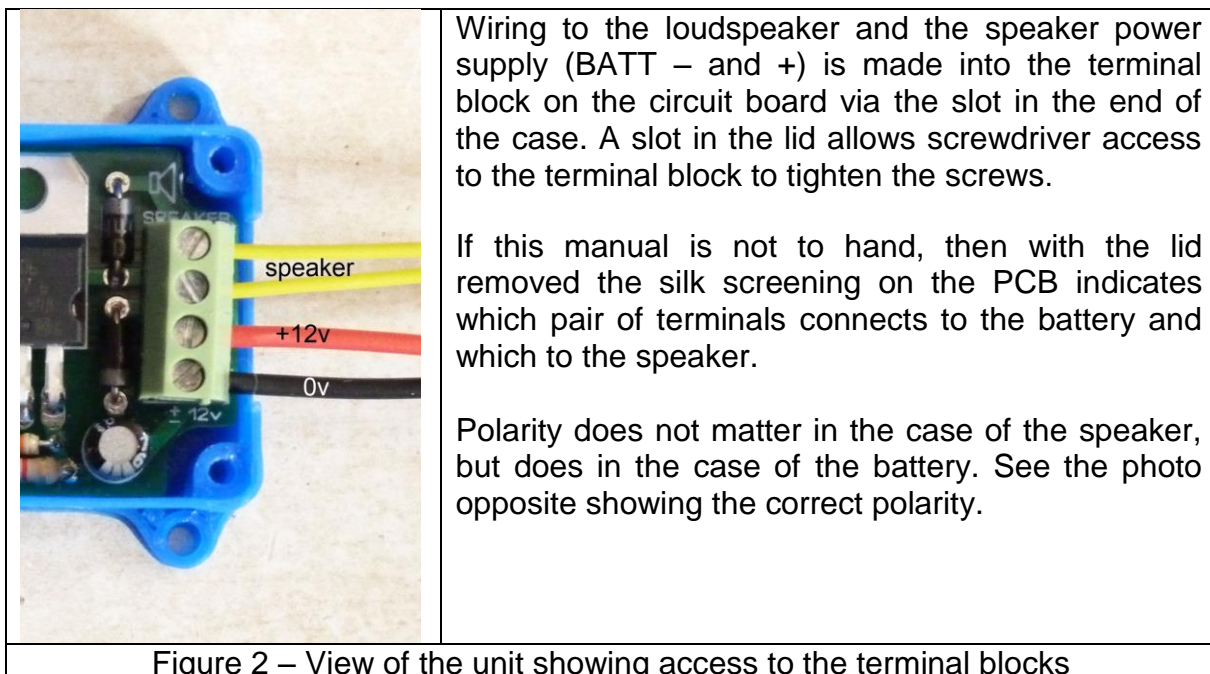 SPEAKER
speaker
+12v
0v
± 12v
Wiring to the loudspeaker and the speaker power
supply (BATT – and +) is made into the terminal
block on the circuit board via the slot in the end of
the case. A slot in the lid allows screwdriver access
to the terminal block to tighten the screws.
If this manual is not to hand, then with the lid
removed the silk screening on the PCB indicates
which pair of terminals connects to the battery and
which to the speaker.
Polarity does not matter in the case of the speaker,
but does in the case of the battery. See the photo
opposite showing the correct polarity.
Figure 2 – View of the unit showing access to the terminal blocks